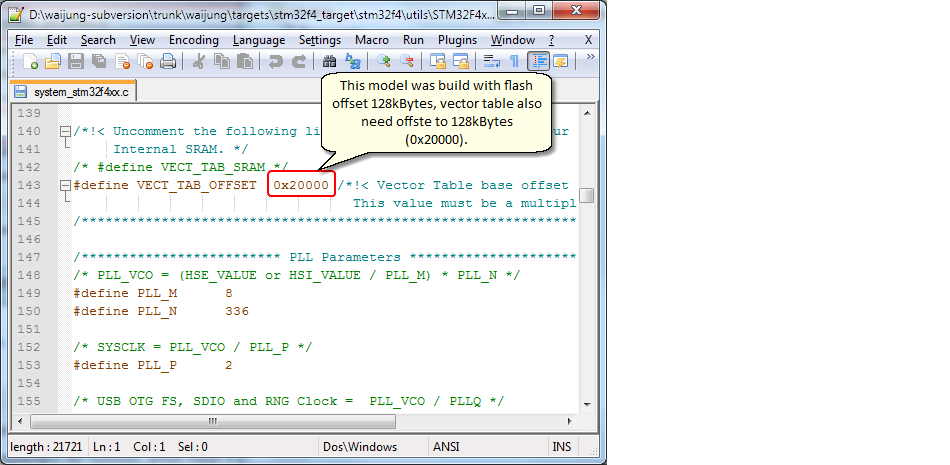 D:\waijung-subversion\trunk\waijung\targets\stm32f4_target\stm32f4\utils\STM32F4x...
File Edit Search View Encoding Language Settings Macro Run Plugins Window ? X
system_stm32f4xx.c
This model was build with flash
offset 128kBytes, vector table also
need offste to 128kBytes
(0x20000).
139
140 /*!< Uncomment the following li our
141 Internal SRAM. */
142 /* #define VECT_TAB_SRAM */
143 #define VECT_TAB_OFFSET 0x20000 /*!< Vector Table base offset
144 This value must be a multipl
145 /***************************************************************
146
147 /************************** PLL Parameters **********************
148 /* PLL_VCO = (HSE_VALUE or HSI_VALUE / PLL_M) * PLL_N */
149 #define PLL_M 8
150 #define PLL_N 336
151
152 /* SYSCLK = PLL_VCO / PLL_P */
153 #define PLL_P 2
154
155 /* USB OTG FS, SDIO and RNG Clock = PLL_VCO / PLLQ */
length : 21721 Ln : 1 Col : 1 Sel : 0 Dos\Windows ANSI INS